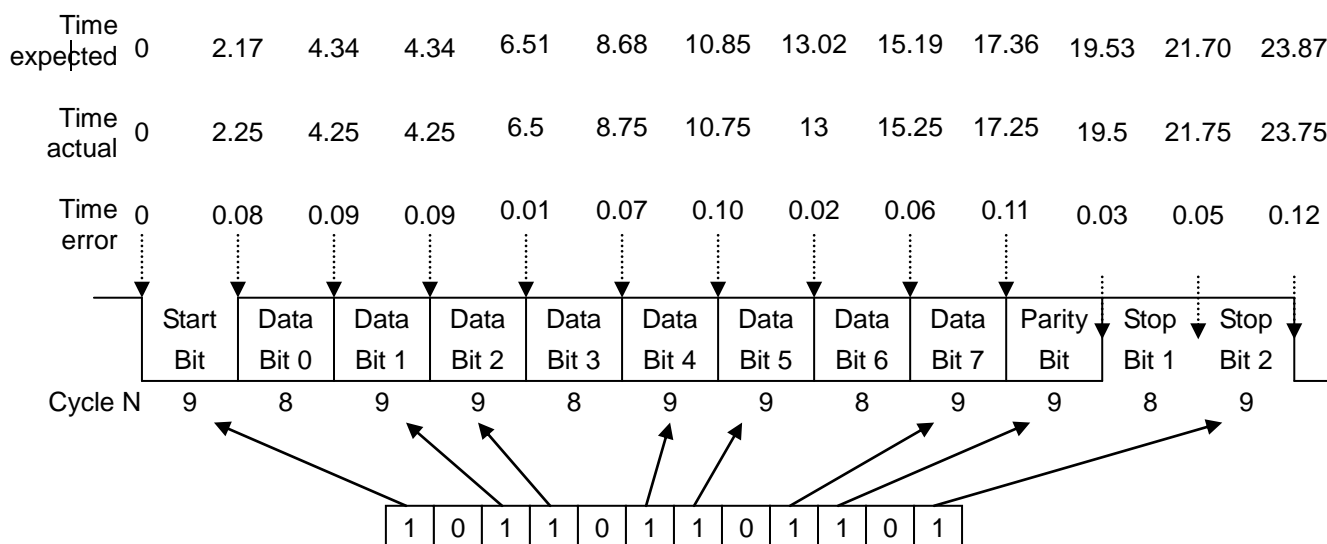 Time expected 0 2.17 4.34 4.34 6.51 8.68 10.85 13.02 15.19 17.36 19.53 21.70 23.87
Time actual 0 2.25 4.25 4.25 6.5 8.75 10.75 13 15.25 17.25 19.5 21.75 23.75
Time error 0 0.08 0.09 0.09 0.01 0.07 0.10 0.02 0.06 0.11 0.03 0.05 0.12
Start Data Data Data Data Data Data Data Data Parity Stop Stop
Bit Bit 0 Bit 1 Bit 2 Bit 3 Bit 4 Bit 5 Bit 6 Bit 7 Bit Bit 1 Bit 2
Cycle N 9 8 9 9 8 9 9 8 9 9 8 9
1 0 1 1 0 1 1 0 1 1 0 1